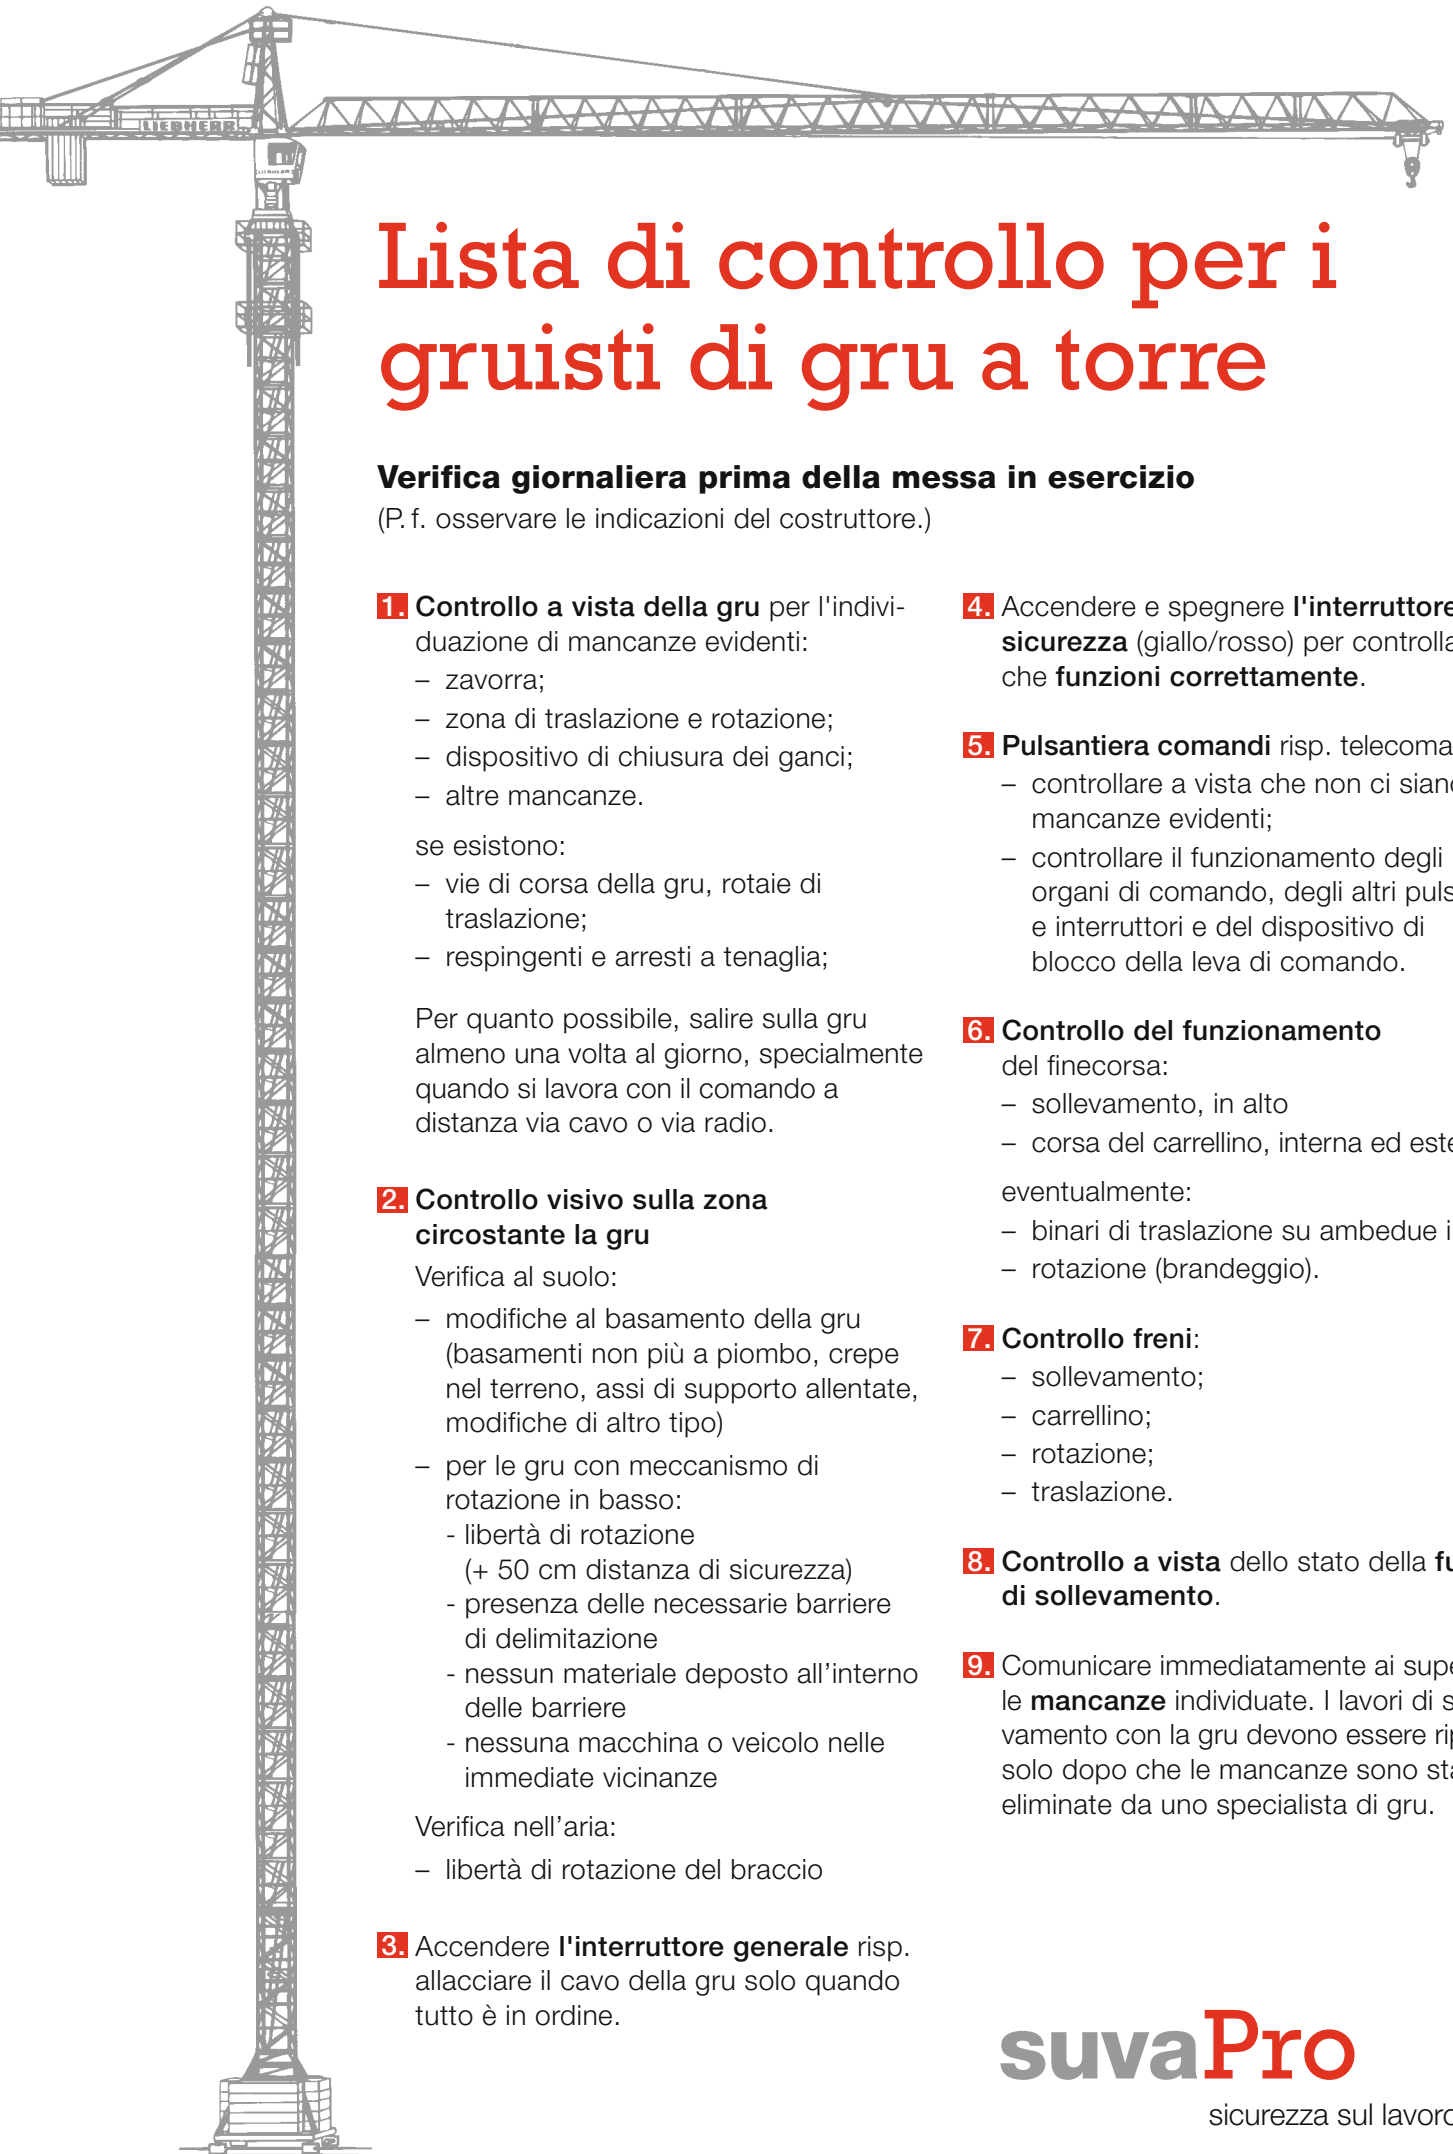 LIEBHERR
Lista di controllo per i
gruisti di gru a torre
Verifica giornaliera prima della messa in esercizio
(P. f. osservare le indicazioni del costruttore.)
1. Controllo a vista della gru per l'indivi-
duazione di mancanze evidenti:
– zavorra;
– zona di traslazione e rotazione;
– dispositivo di chiusura dei ganci;
– altre mancanze.
se esistono:
– vie di corsa della gru, rotaie di
traslazione;
– respingenti e arresti a tenaglia;
Per quanto possibile, salire sulla gru
almeno una volta al giorno, specialmente
quando si lavora con il comando a
distanza via cavo o via radio.
2. Controllo visivo sulla zona
circostante la gru
Verifica al suolo:
– modifiche al basamento della gru
(basamenti non più a piombo, crepe
nel terreno, assi di supporto allentate,
modifiche di altro tipo)
– per le gru con meccanismo di
rotazione in basso:
- libertà di rotazione
(+ 50 cm distanza di sicurezza)
- presenza delle necessarie barriere
di delimitazione
- nessun materiale deposto all’interno
delle barriere
- nessuna macchina o veicolo nelle
immediate vicinanze
Verifica nell’aria:
– libertà di rotazione del braccio
3. Accendere l'interruttore generale risp.
allacciare il cavo della gru solo quando
tutto è in ordine.
4. Accendere e spegnere l'interruttore
sicurezza (giallo/rosso) per controlla
che funzioni correttamente.
5. Pulsantiera comandi risp. telecoma
– controllare a vista che non ci siano
mancanze evidenti;
– controllare il funzionamento degli
organi di comando, degli altri puls
e interruttori e del dispositivo di
blocco della leva di comando.
6. Controllo del funzionamento
del finecorsa:
– sollevamento, in alto
– corsa del carrellino, interna ed este
eventualmente:
– binari di traslazione su ambedue i
– rotazione (brandeggio).
7. Controllo freni:
– sollevamento;
– carrellino;
– rotazione;
– traslazione.
8. Controllo a vista dello stato della fu
di sollevamento.
9. Comunicare immediatamente ai supe
le mancanze individuate. I lavori di s
vamento con la gru devono essere rip
solo dopo che le mancanze sono sta
eliminate da uno specialista di gru.
suvaPro
sicurezza sul lavoro